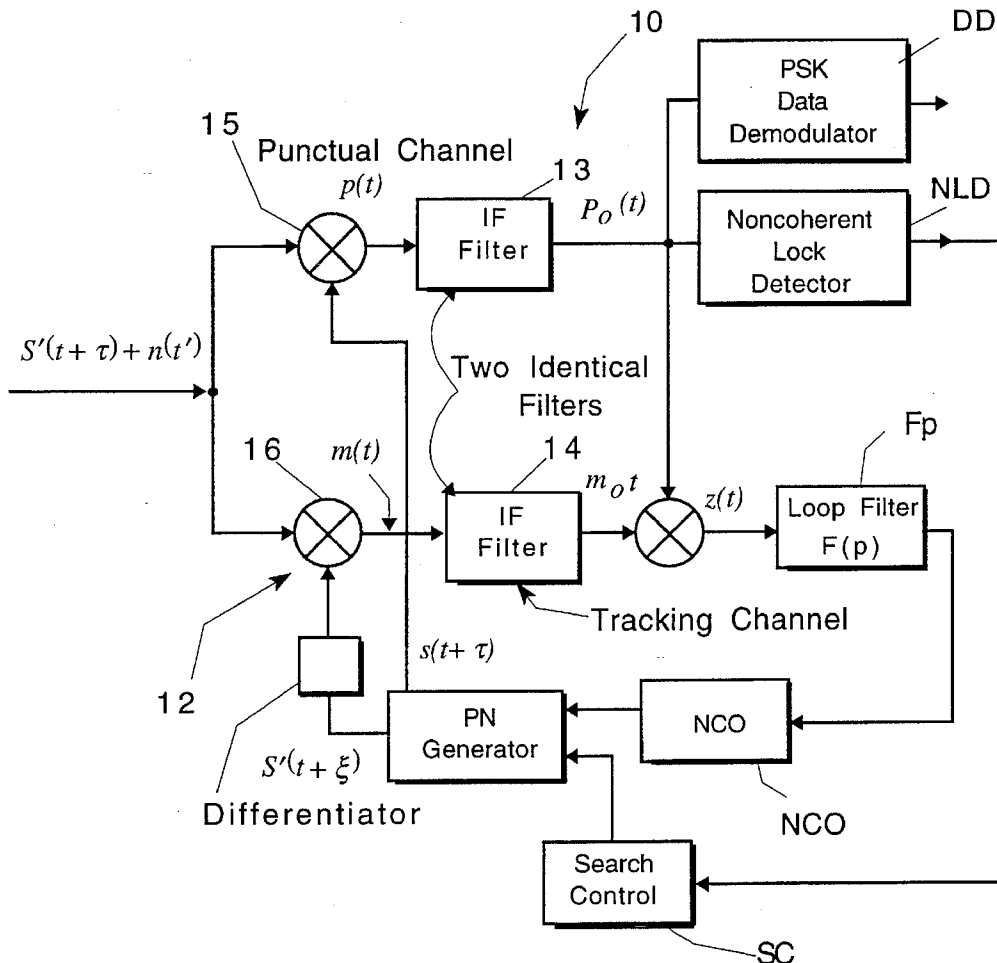 10
DD
PSK
Data
Demodulator
15
Punctual Channel
p(t)
13
IF
Filter
P_o(t)
NLD
Noncoherent
Lock
Detector
S′(t + τ) + n(t′)
Two Identical
Filters
16
m(t)
14
IF
Filter
m_o t
z(t)
Fp
Loop Filter
F(p)
Tracking Channel
12
s(t + τ)
PN
Generator
NCO
S′(t + ξ)
Differentiator
NCO
Search
Control
SC